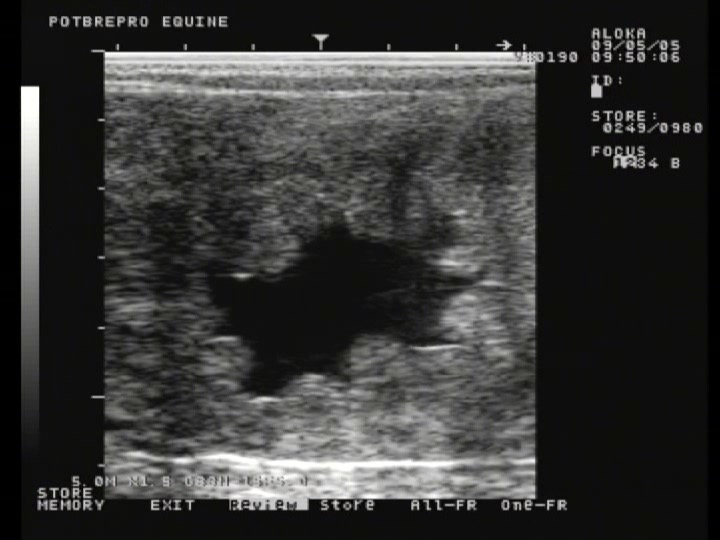 POTBREPRO EQUINE
ALOKA
09/05/05
09:50:06
ID:
STORE:
0249/0980
FOCUS
1234 B
STORE
MEMORY EXIT Review Store All-FR One-FR